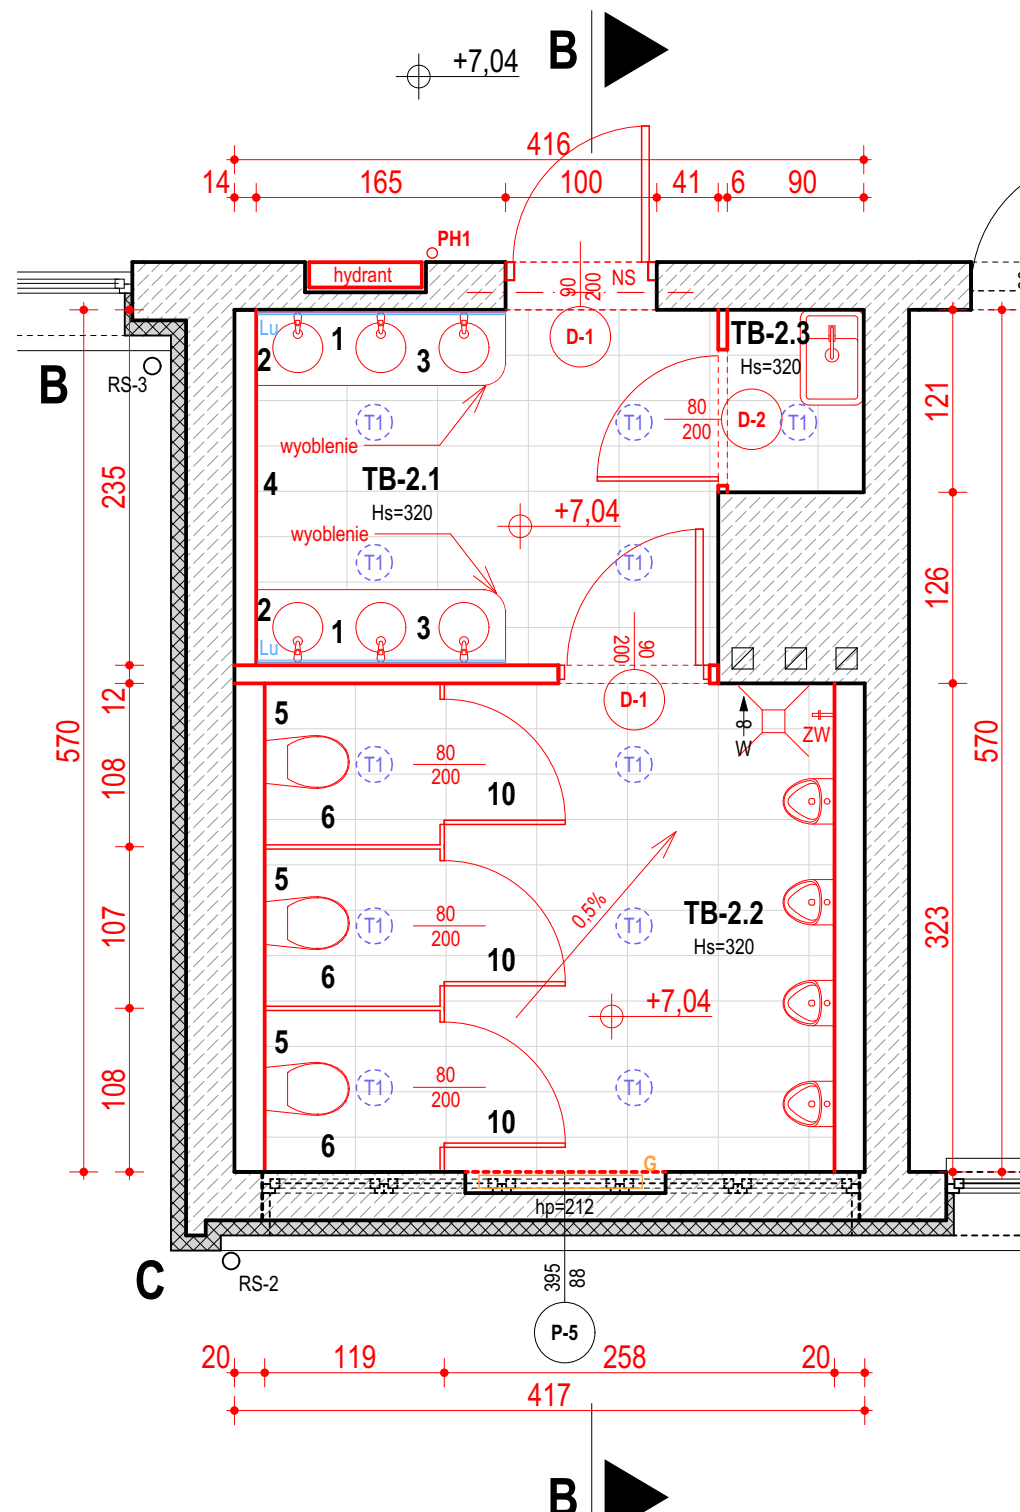 B
+7,04
416
14 165 100 41 6 90
PH1
hydrant
NS
90
200
D-1
Lu
1
2
3
TB-2.3
Hs=320
RS-3
B
T1
T1
80
200
D-2
T1
121
wyoblenie
235
4
TB-2.1
Hs=320
+7,04
wyoblenie
T1
T1
126
2
1
3
Lu
90
200
12
D-1
5
W
8
ZW
570
570
108
T1
80
200
10
T1
6
5
107
T1
80
200
0,5%
T1
TB-2.2
Hs=320
323
10
6
+7,04
5
108
T1
80
200
T1
10
6
G
hp=212
C
RS-2
395
88
P-5
20 119 258 20
417
B